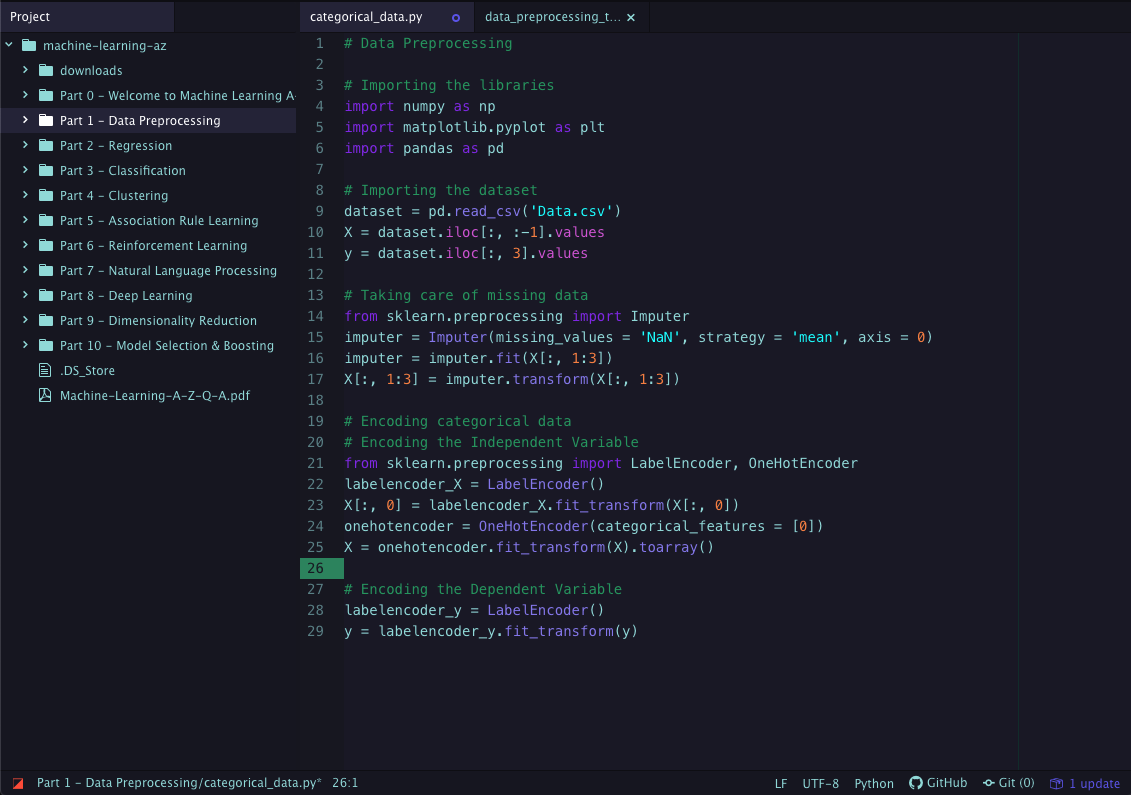 Project
machine-learning-az
downloads
Part 0 – Welcome to Machine Learning A-
Part 1 – Data Preprocessing
Part 2 – Regression
Part 3 – Classification
Part 4 – Clustering
Part 5 – Association Rule Learning
Part 6 – Reinforcement Learning
Part 7 – Natural Language Processing
Part 8 – Deep Learning
Part 9 – Dimensionality Reduction
Part 10 – Model Selection & Boosting
.DS_Store
Machine-Learning-A-Z-Q-A.pdf
categorical_data.py
data_preprocessing_t... ×
1 # Data Preprocessing
2
3 # Importing the libraries
4 import numpy as np
5 import matplotlib.pyplot as plt
6 import pandas as pd
7
8 # Importing the dataset
9 dataset = pd.read_csv('Data.csv')
10 X = dataset.iloc[:, :-1].values
11 y = dataset.iloc[:, 3].values
12
13 # Taking care of missing data
14 from sklearn.preprocessing import Imputer
15 imputer = Imputer(missing_values = 'NaN', strategy = 'mean', axis = 0)
16 imputer = imputer.fit(X[:, 1:3])
17 X[:, 1:3] = imputer.transform(X[:, 1:3])
18
19 # Encoding categorical data
20 # Encoding the Independent Variable
21 from sklearn.preprocessing import LabelEncoder, OneHotEncoder
22 labelencoder_X = LabelEncoder()
23 X[:, 0] = labelencoder_X.fit_transform(X[:, 0])
24 onehotencoder = OneHotEncoder(categorical_features = [0])
25 X = onehotencoder.fit_transform(X).toarray()
26
27 # Encoding the Dependent Variable
28 labelencoder_y = LabelEncoder()
29 y = labelencoder_y.fit_transform(y)
Part 1 – Data Preprocessing/categorical_data.py* 26:1
LF UTF-8 Python GitHub Git (0) 1 update